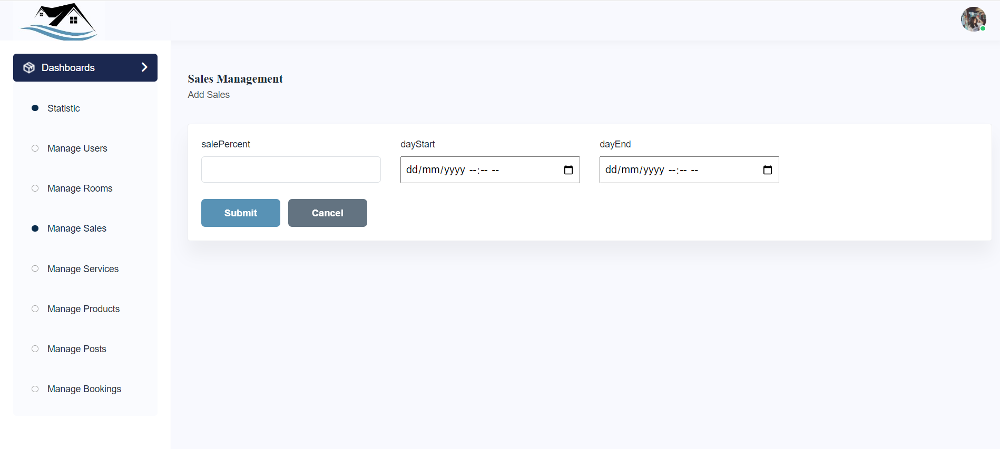 Dashboards
Statistic
Manage Users
Manage Rooms
Manage Sales
Manage Services
Manage Products
Manage Posts
Manage Bookings
Sales Management
Add Sales
salePercent dayStart dayEnd
dd/mm/yyyy --:-- -- dd/mm/yyyy --:-- --
Submit Cancel